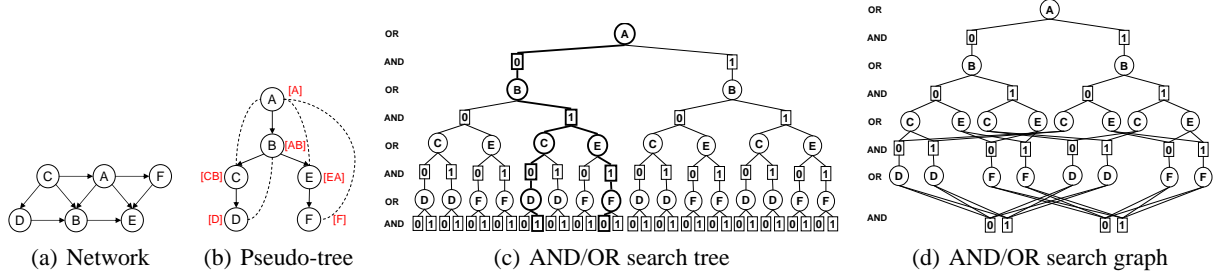 C A F
D B E
(a) Network
A [A]
B [AB]
[CB] C E [EA]
[D] D F [F]
(b) Pseudo-tree
OR A
AND 0 1
OR B B
AND 0 1 0 1
OR C E C E C E C E
AND 0 1 0 1 0 1 0 1 0 1 0 1 0 1 0 1
OR D D F F D D F F D D F F D D F F
AND 0 1 0 1 0 1 0 1 0 1 0 1 0 1 0 1 0 1 0 1 0 1 0 1 0 1 0 1 0 1 0 1
(c) AND/OR search tree
OR A
AND 0 1
OR B B
AND 0 1 0 1
OR C E C E C E C E
AND 0 1 0 1 0 1 0 1
OR D D F F D D F F
AND 0 1 0 1
(d) AND/OR search graph